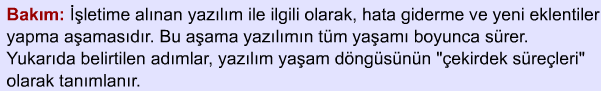 Bakım: İşletime alınan yazılım ile ilgili olarak, hata giderme ve yeni eklentiler
yapma aşamasıdır. Bu aşama yazılımın tüm yaşamı boyunca sürer.
Yukarıda belirtilen adımlar, yazılım yaşam döngüsünün "çekirdek süreçleri"
olarak tanımlanır.